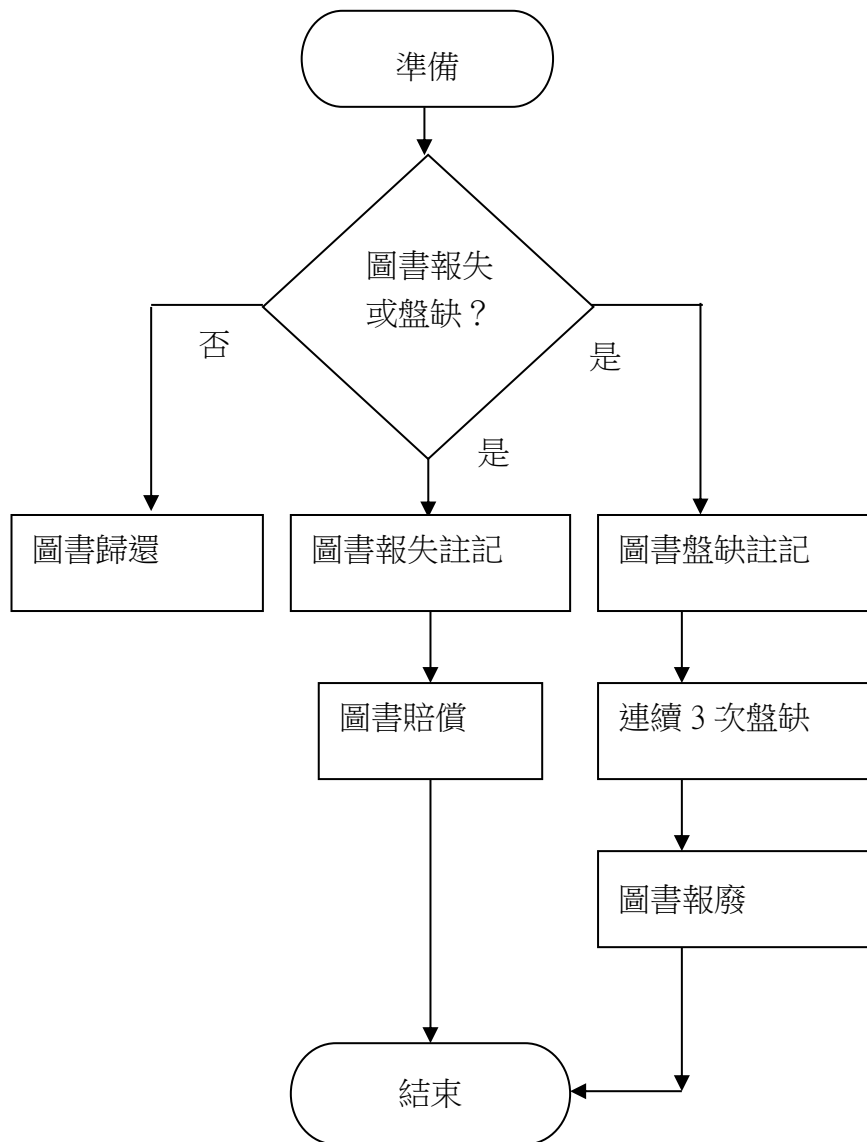 準備
圖書報失
或盤缺？
否
是
是
圖書歸還
圖書報失註記
圖書盤缺註記
圖書賠償
連續 3 次盤缺
圖書報廢
結束